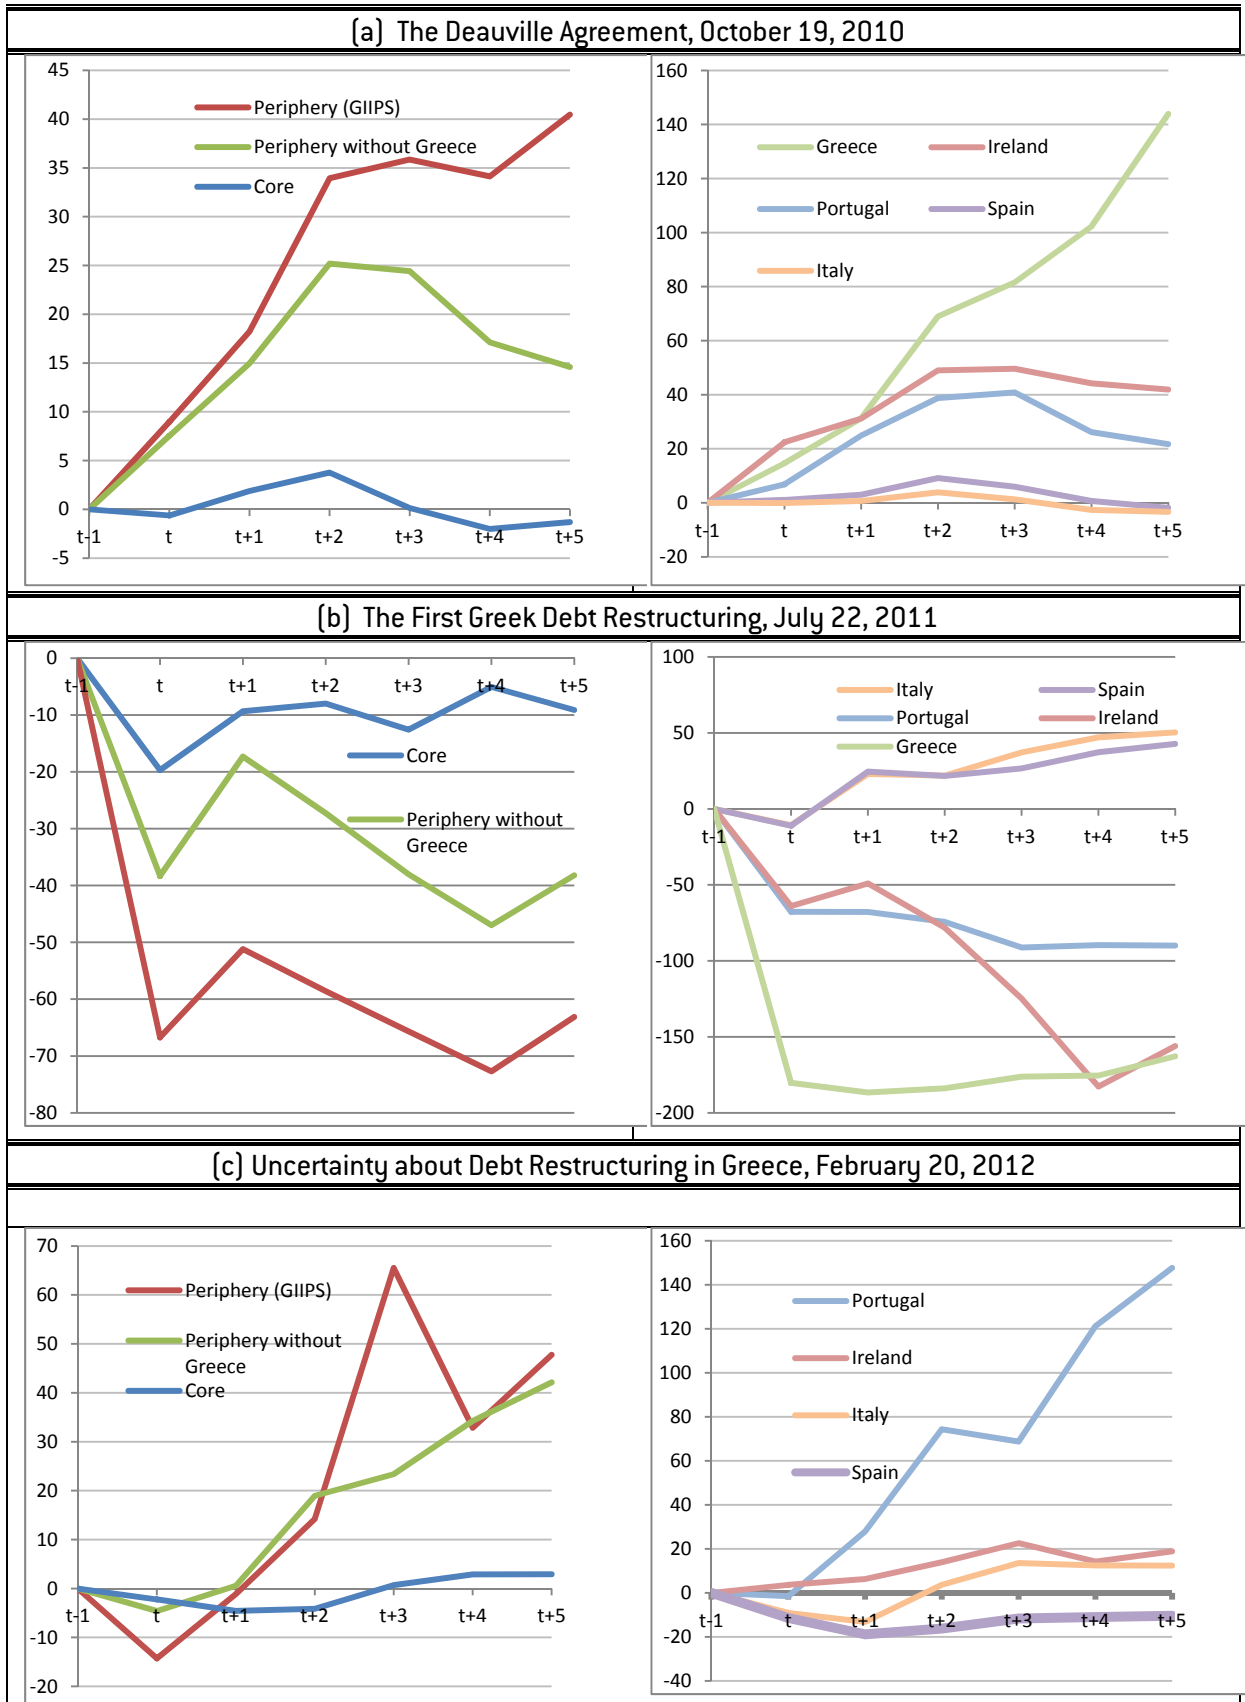 (a) The Deauville Agreement, October 19, 2010
45
40
35
30
25
20
15
10
5
0
-5
t-1 t t+1 t+2 t+3 t+4 t+5
Periphery (GIIPS)
Periphery without Greece
Core
160
140
120
100
80
60
40
20
0
-20
t-1 t t+1 t+2 t+3 t+4 t+5
Greece Ireland
Portugal Spain
Italy
(b) The First Greek Debt Restructuring, July 22, 2011
0
-10
-20
-30
-40
-50
-60
-70
-80
t-1 t t+1 t+2 t+3 t+4 t+5
Core
Periphery without
Greece
100
50
0
-50
-100
-150
-200
t-1 t t+1 t+2 t+3 t+4 t+5
Italy Spain
Portugal Ireland
Greece
(c) Uncertainty about Debt Restructuring in Greece, February 20, 2012
70
60
50
40
30
20
10
0
-10
-20
t-1 t t+1 t+2 t+3 t+4 t+5
Periphery (GIIPS)
Periphery without
Greece
Core
160
140
120
100
80
60
40
20
0
-20
-40
t-1 t t+1 t+2 t+3 t+4 t+5
Portugal
Ireland
Italy
Spain